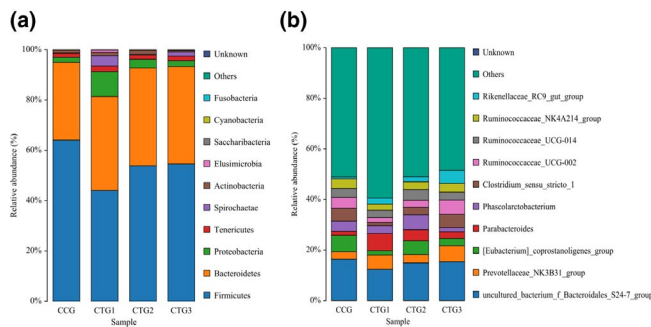 (a)
100%
80%
60%
40%
20%
0%
Relative abundance (%)
CCG CTG1 CTG2 CTG3
Sample
Unknown
Others
Fusobacteria
Cyanobacteria
Saccharibacteria
Elusimicrobia
Actinobacteria
Spirochaetae
Tenericutes
Proteobacteria
Bacteroidetes
Firmicutes
(b)
100%
80%
60%
40%
20%
0%
Relative abundance (%)
CCG CTG1 CTG2 CTG3
Sample
Unknown
Others
Rikenellaceae_RC9_gut_group
Ruminococcaceae_NK4A214_group
Ruminococcaceae_UCG-014
Ruminococcaceae_UCG-002
Clostridium_sensu_stricto_1
Phascolarctobacterium
Parabacteroides
[Eubacterium]_coprostanoligenes_group
Prevotellaceae_NK3B31_group
uncultured_bacterium_f_Bacteroidales_S24-7_group